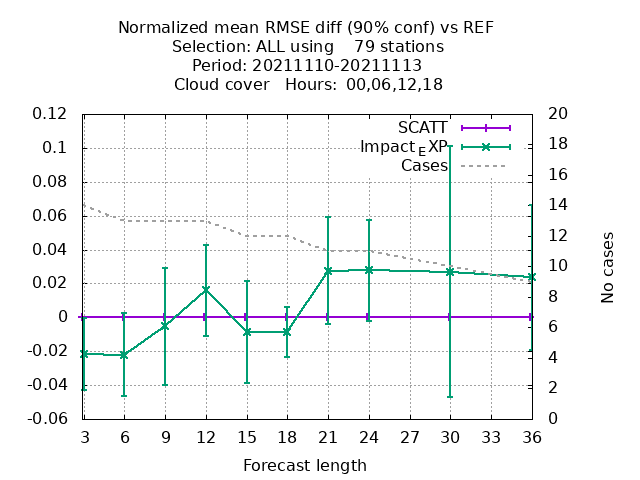 Normalized mean RMSE diff (90% conf) vs REF
Selection: ALL using    79 stations
Period: 20211110-20211113
Cloud cover   Hours:  00,06,12,18
SCATT
Impact_EXP
Cases
0.12
0.1
0.08
0.06
0.04
0.02
0
-0.02
-0.04
-0.06
20
18
16
14
12
10
8
6
4
2
0
No cases
3 6 9 12 15 18 21 24 27 30 33 36
Forecast length